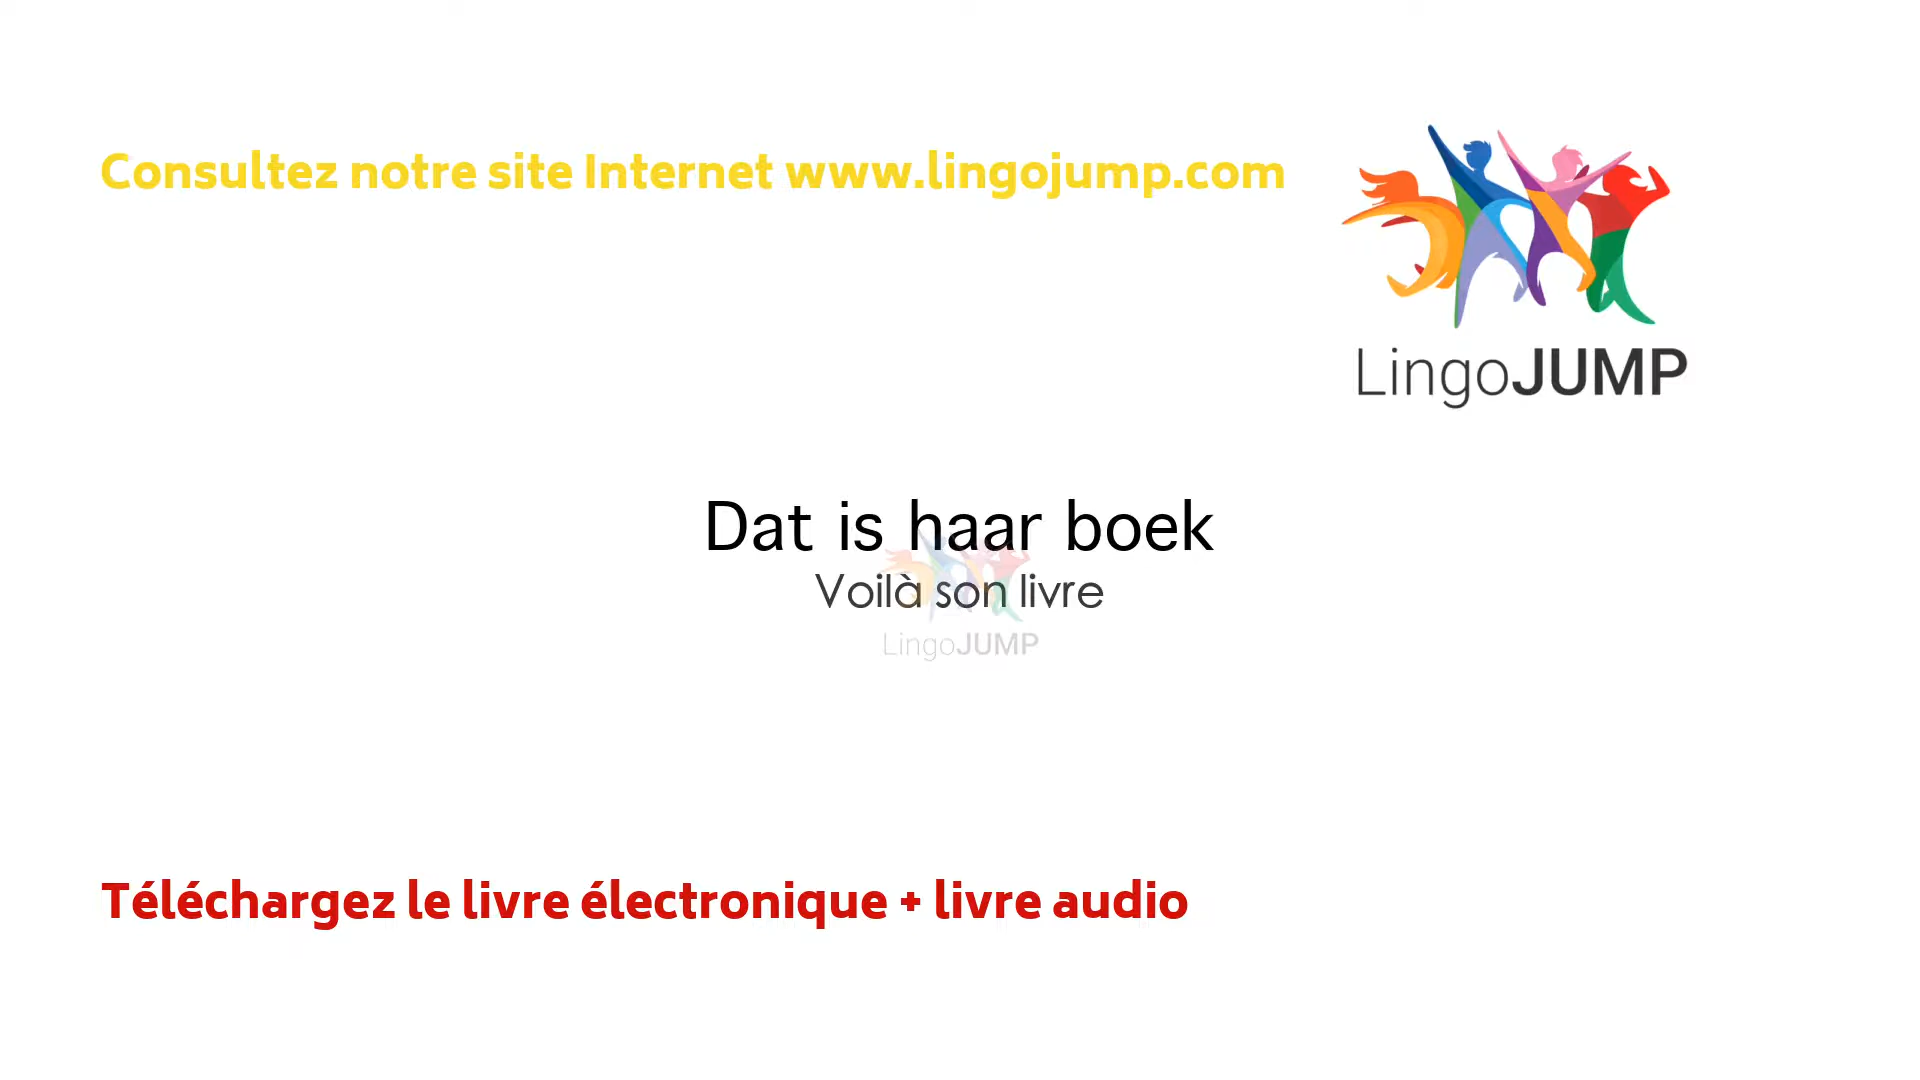 Consultez notre site Internet www.lingojump.com
LingoJUMP
Dat is haar boek
Voilà son livre
LingoJUMP
Téléchargez le livre électronique + livre audio